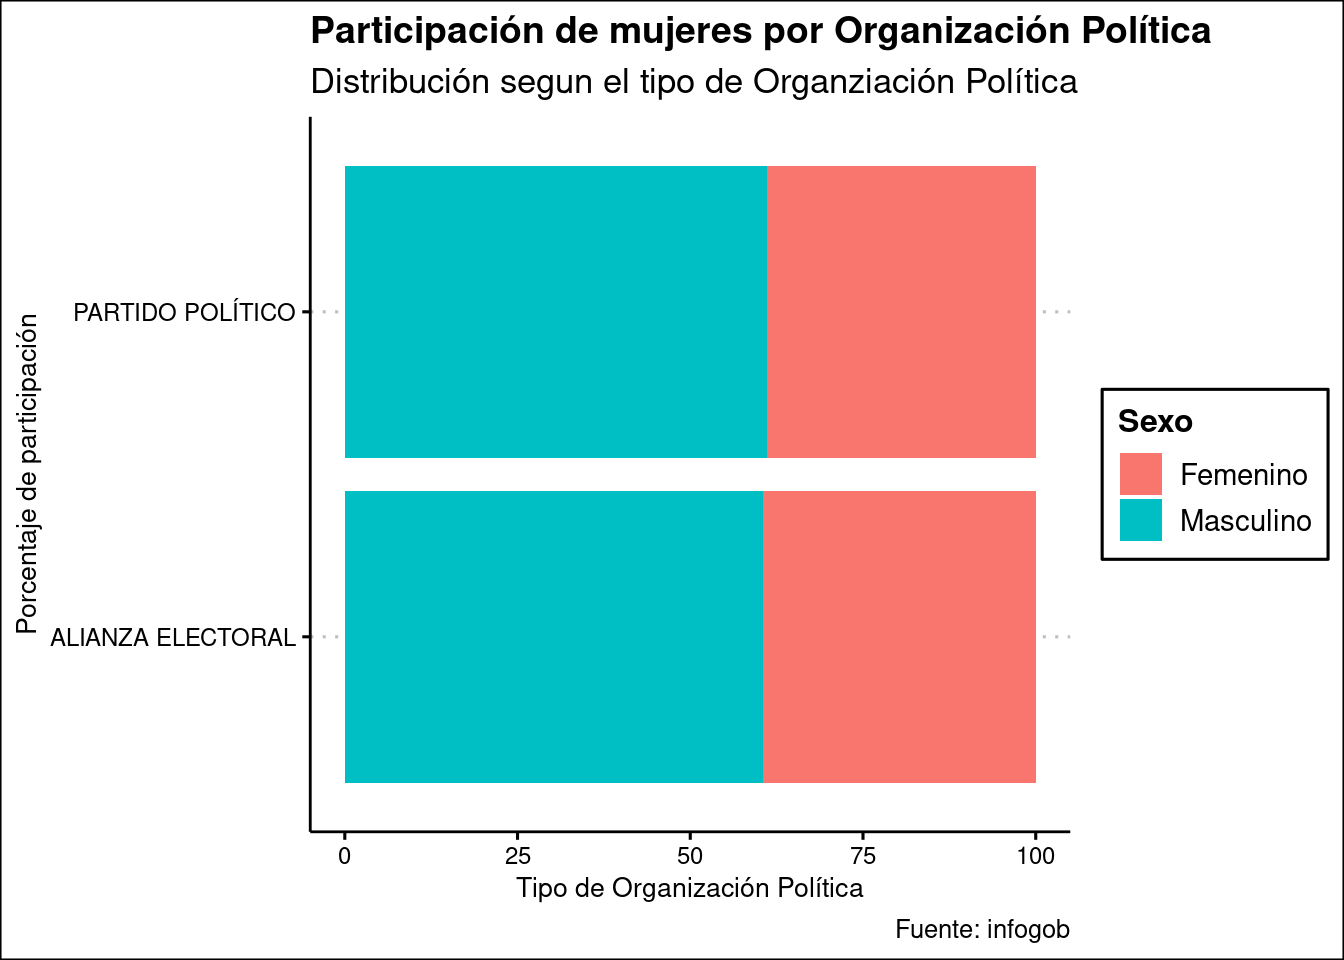 Participación de mujeres por Organización Política
Distribución segun el tipo de Organziación Política
Porcentaje de participación
PARTIDO POLÍTICO
ALIANZA ELECTORAL
Sexo
Femenino
Masculino
0 25 50 75 100
Tipo de Organización Política
Fuente: infogob